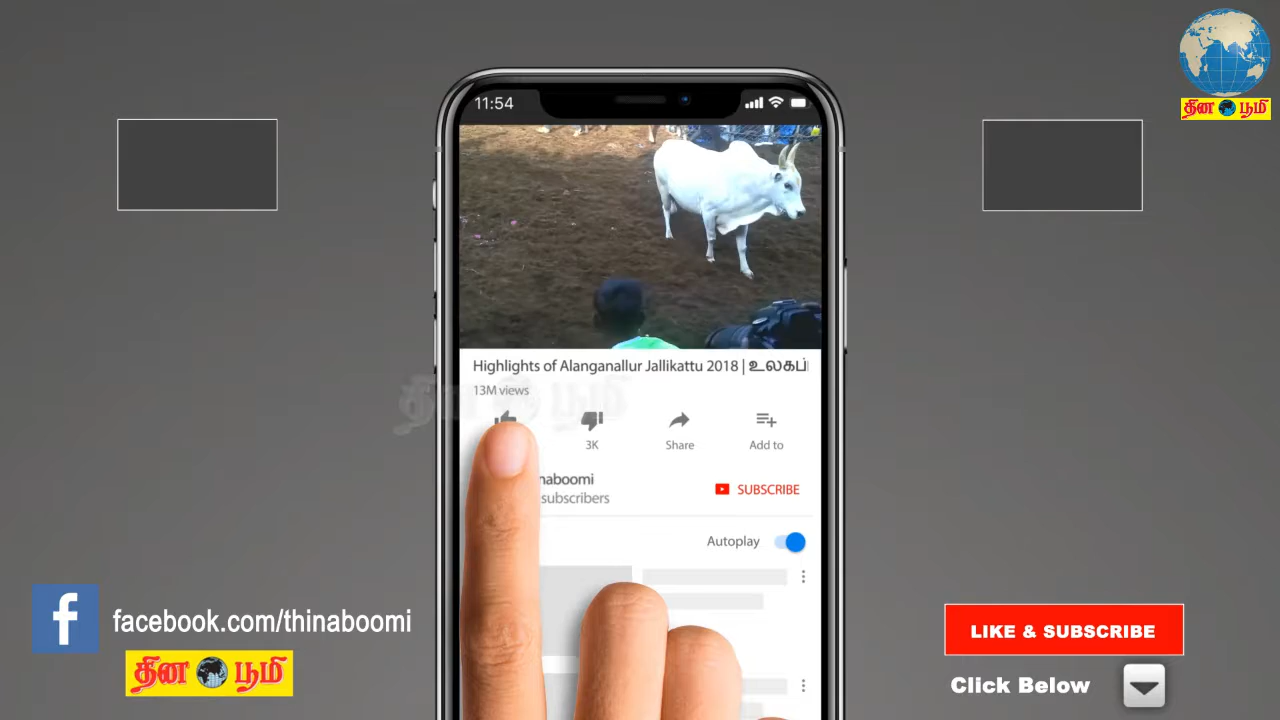 தின பூமி
11:54
Highlights of Alanganallur Jallikattu 2018 | உலகப்
13M views
தின பூமி
3K
Share
Add to
naboomi
subscribers
SUBSCRIBE
Autoplay
facebook.com/thinaboomi
தின பூமி
LIKE & SUBSCRIBE
Click Below